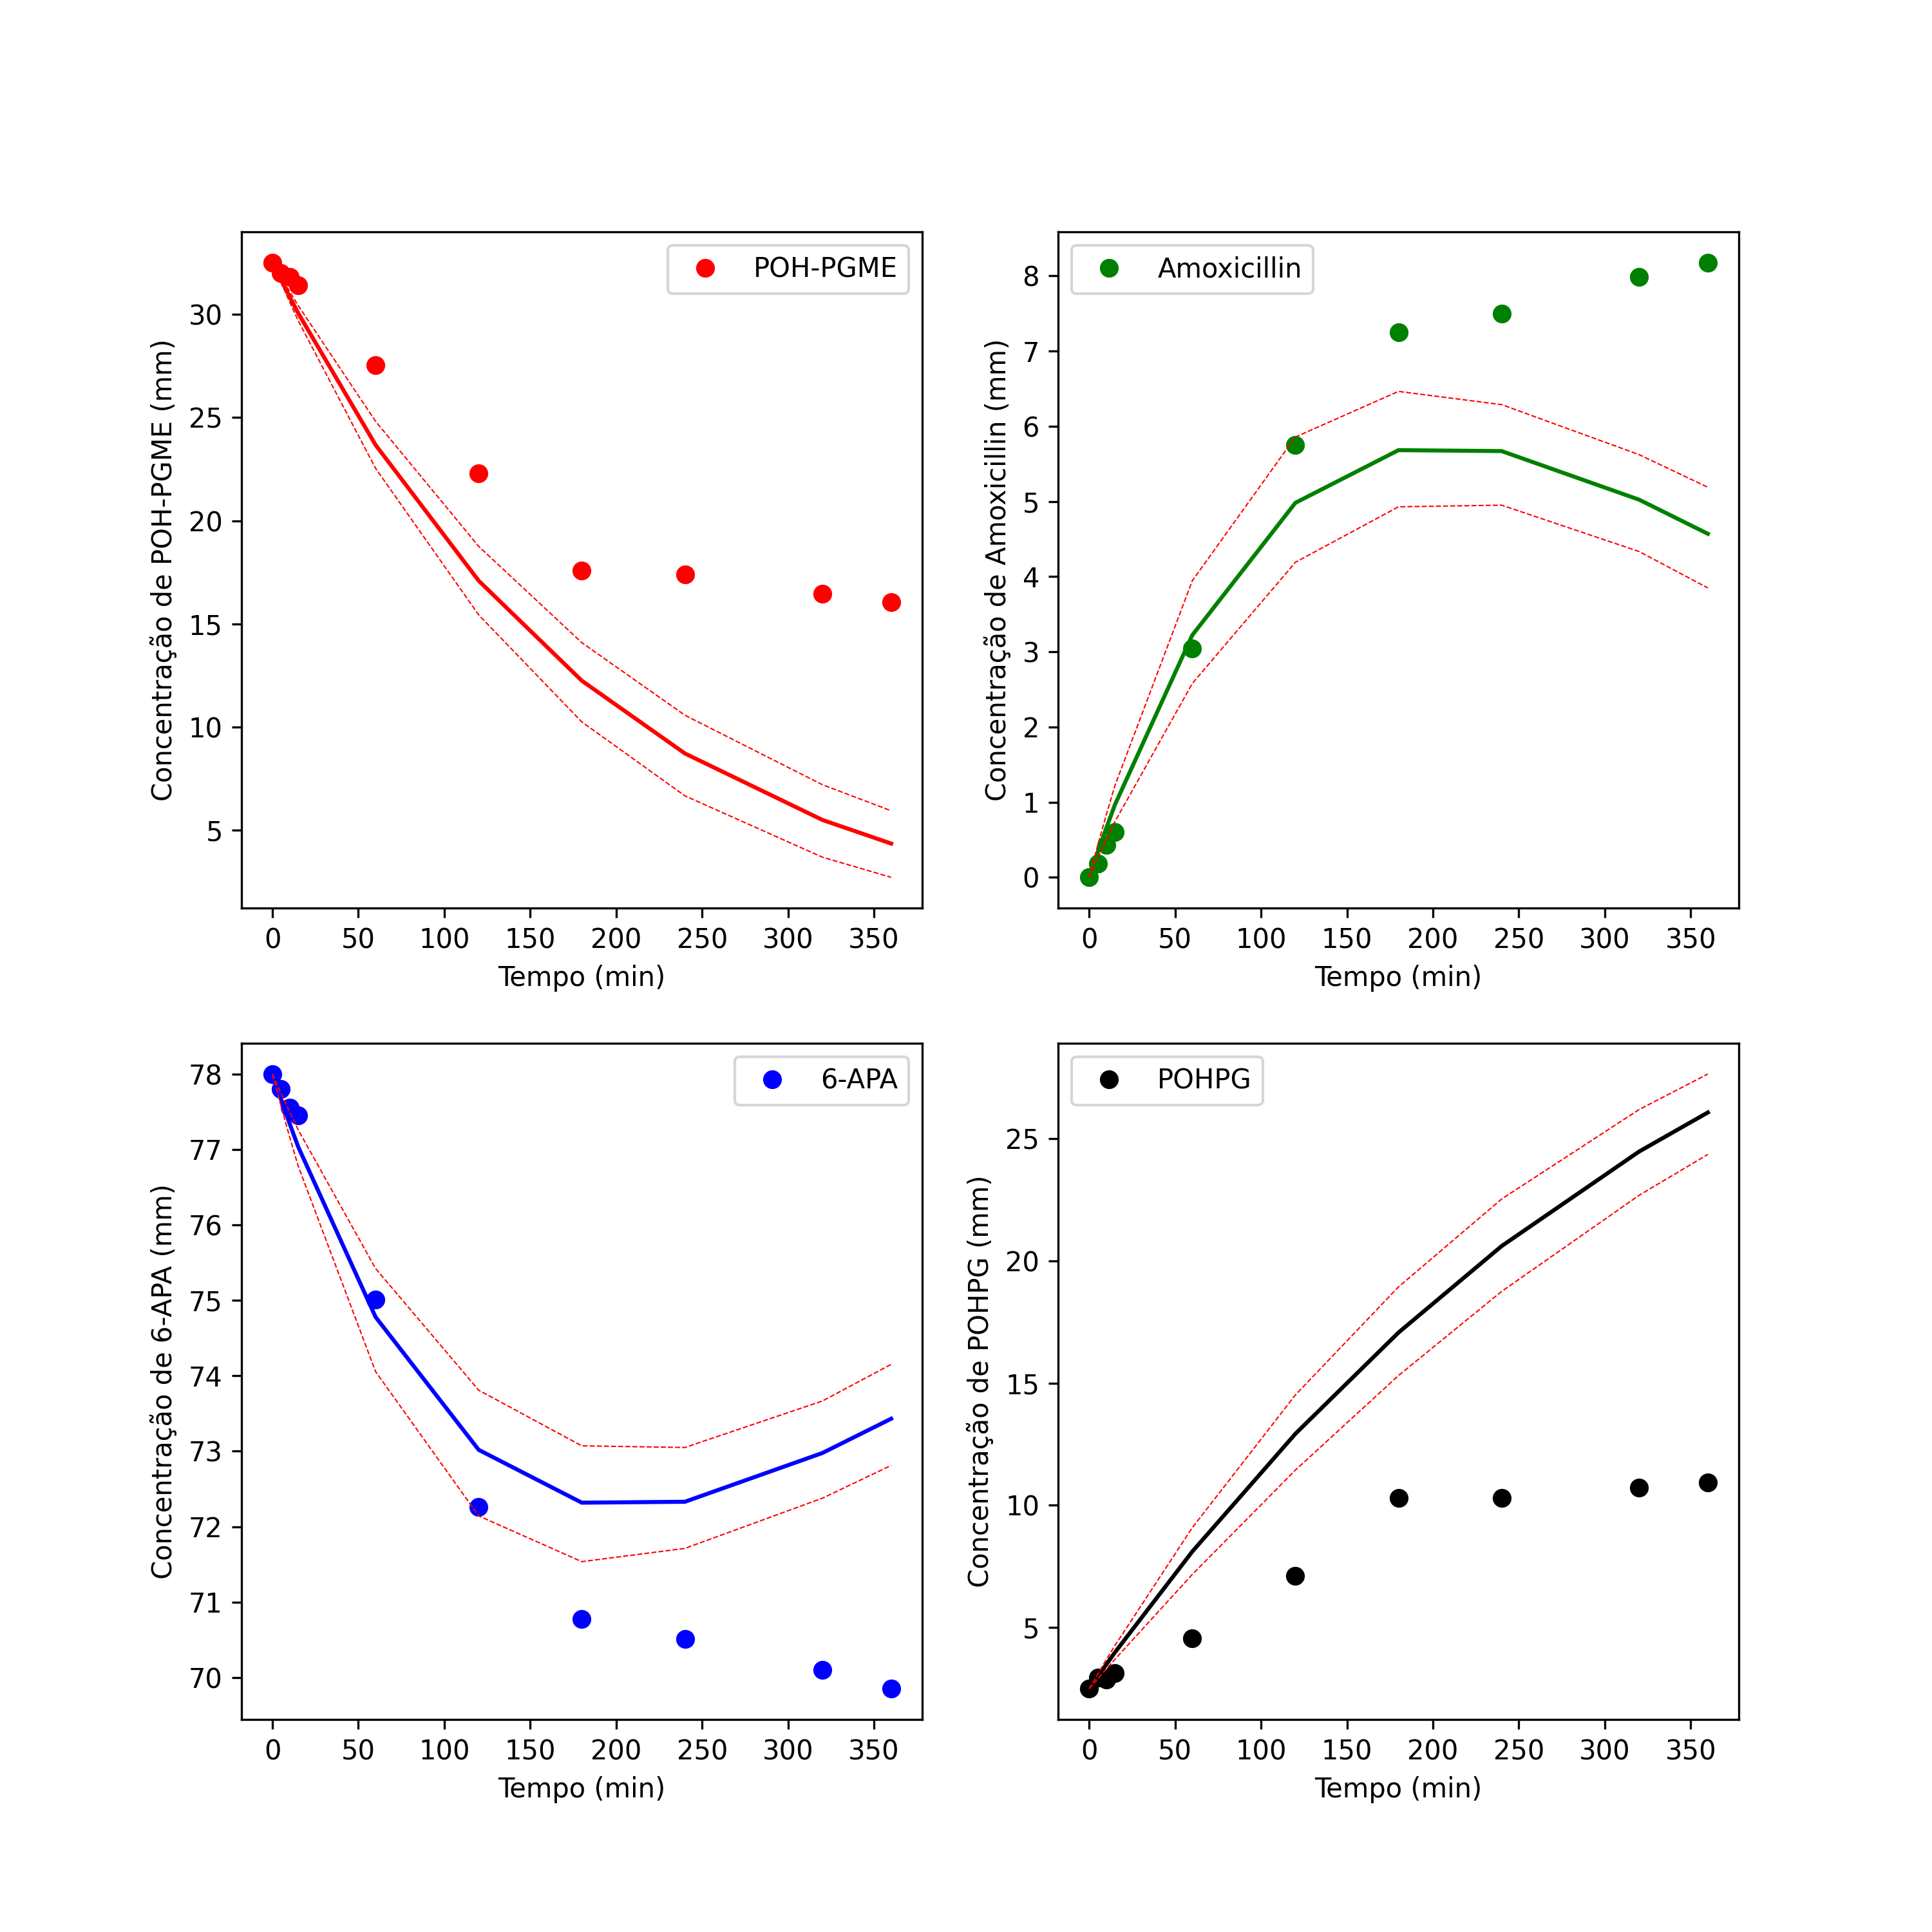 POH-PGME
Concentração de POH-PGME (mm)
30
25
20
15
10
5
0 50 100 150 200 250 300 350
Tempo (min)
Amoxicillin
Concentração de Amoxicillin (mm)
8
7
6
5
4
3
2
1
0
0 50 100 150 200 250 300 350
Tempo (min)
6-APA
Concentração de 6-APA (mm)
78
77
76
75
74
73
72
71
70
0 50 100 150 200 250 300 350
Tempo (min)
POHPG
Concentração de POHPG (mm)
25
20
15
10
5
0 50 100 150 200 250 300 350
Tempo (min)